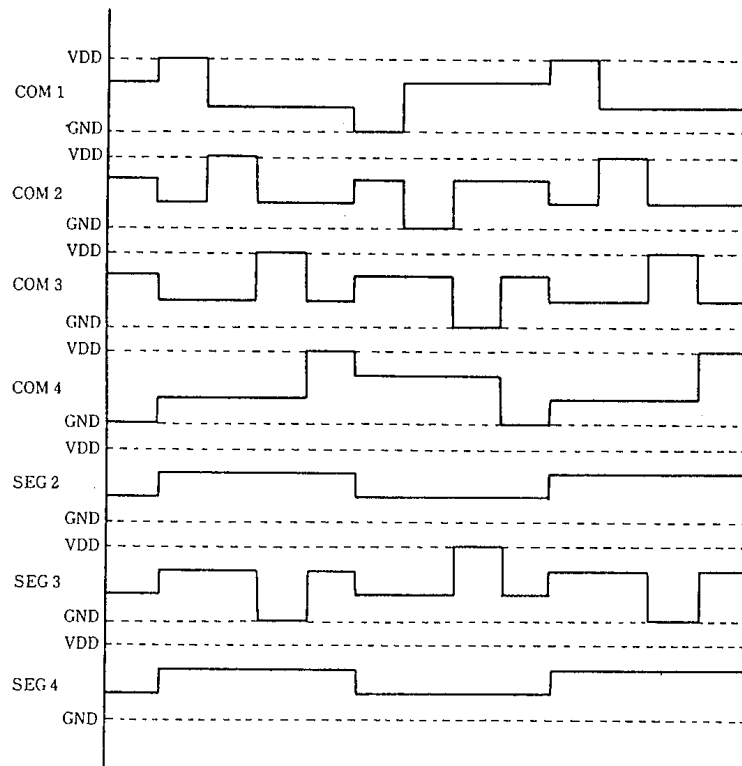 VDD
COM 1
GND
VDD
COM 2
GND
VDD
COM 3
GND
VDD
COM 4
GND
VDD
SEG 2
GND
VDD
SEG 3
GND
VDD
SEG 4
GND